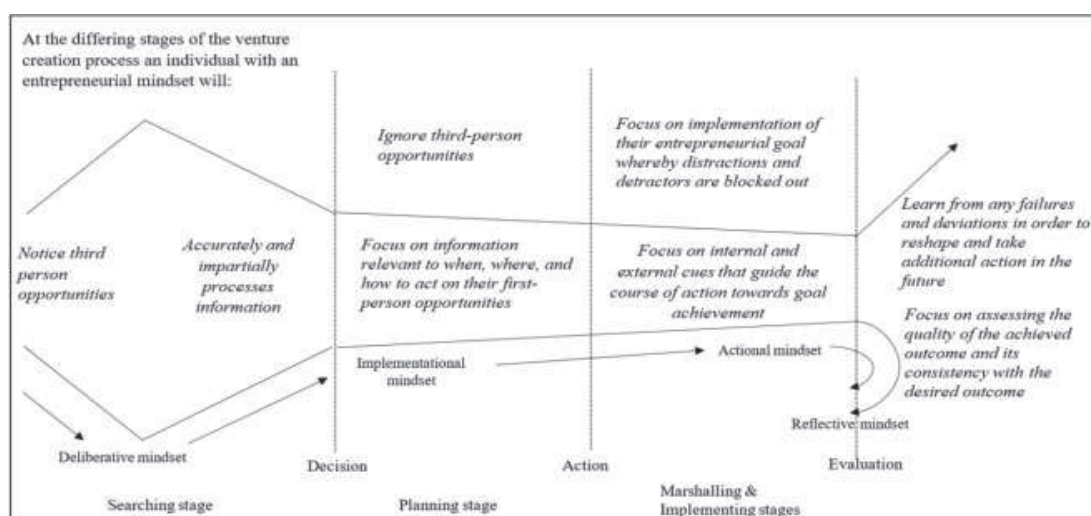 At the differing stages of the venture
creation process an individual with an
entrepreneurial mindset will:
Ignore third-person
opportunities
Focus on implementation of
their entrepreneurial goal
whereby distractions and
detractors are blocked out
Notice third
person
opportunities
Accurately and
impartially
processes
information
Focus on information
relevant to when, where, and
how to act on their first-
person opportunities
Focus on internal and
external cues that guide the
course of action towards goal
achievement
Learn from any failures
and deviations in order to
reshape and take
additional action in the
future
Focus on assessing the
quality of the achieved
outcome and its
consistency with the
desired outcome
Deliberative mindset
Implementational
mindset
Actional mindset
Reflective mindset
Decision
Action
Evaluation
Searching stage
Planning stage
Marshalling &
Implementing stages